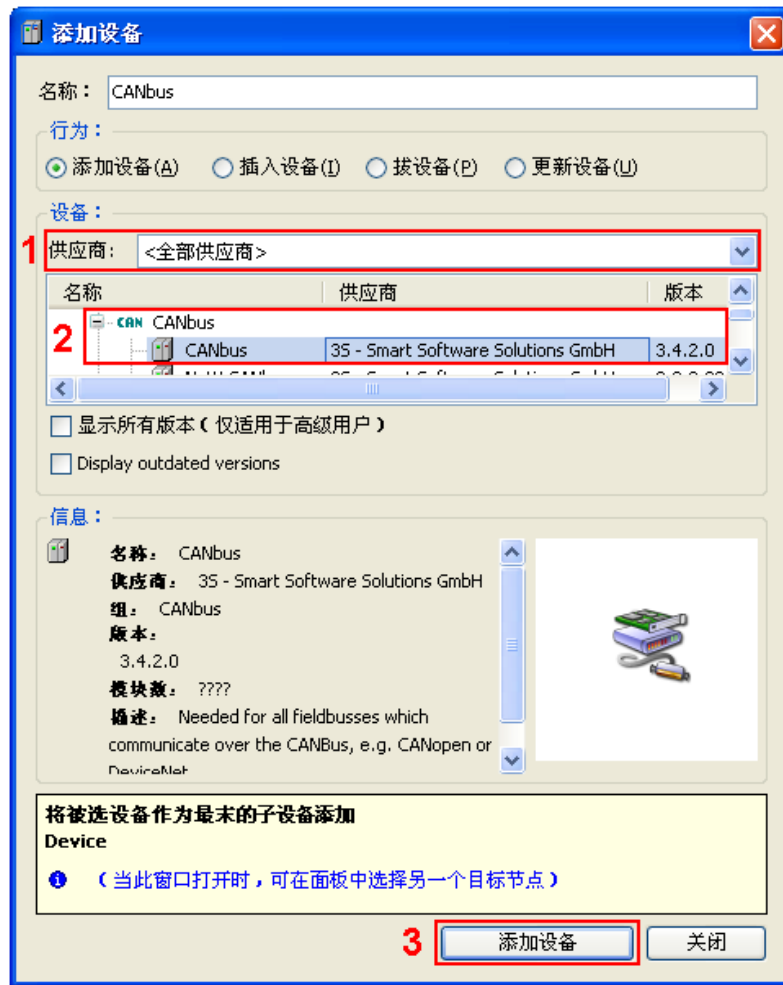 添加设备
名称： CANbus
行为：
添加设备(A) 插入设备(I) 拔设备(P) 更新设备(U)
设备：
1 供应商: <全部供应商>
名称 供应商 版本
CAN CANbus
2 CANbus 3S - Smart Software Solutions GmbH 3.4.2.0
显示所有版本（仅适用于高级用户）
Display outdated versions
信息：
名称： CANbus
供应商： 3S - Smart Software Solutions GmbH
组： CANbus
版本：
3.4.2.0
模块数： ????
描述： Needed for all fieldbusses which
communicate over the CANBus, e.g. CANopen or
DeviceNet
将被选设备作为最末的子设备添加
Device
（当此窗口打开时，可在面板中选择另一个目标节点）
3 添加设备 关闭